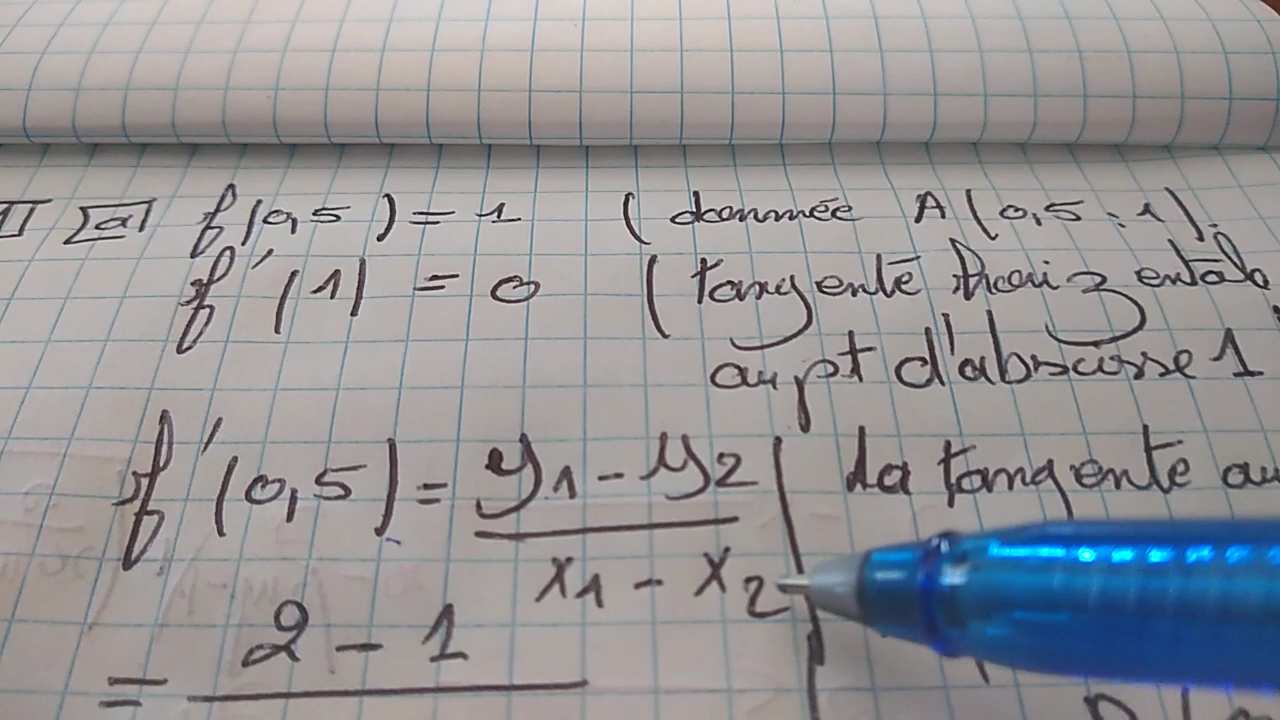 II a) f(0,5) = 1 (donnée A(0,5 ; 1).
f'(1) = 0 (tangente horizontale
au pt d'abscisse 1
f'(0,5) = y1 - y2 / x1 - x2 | La tangente au
= 2 - 1